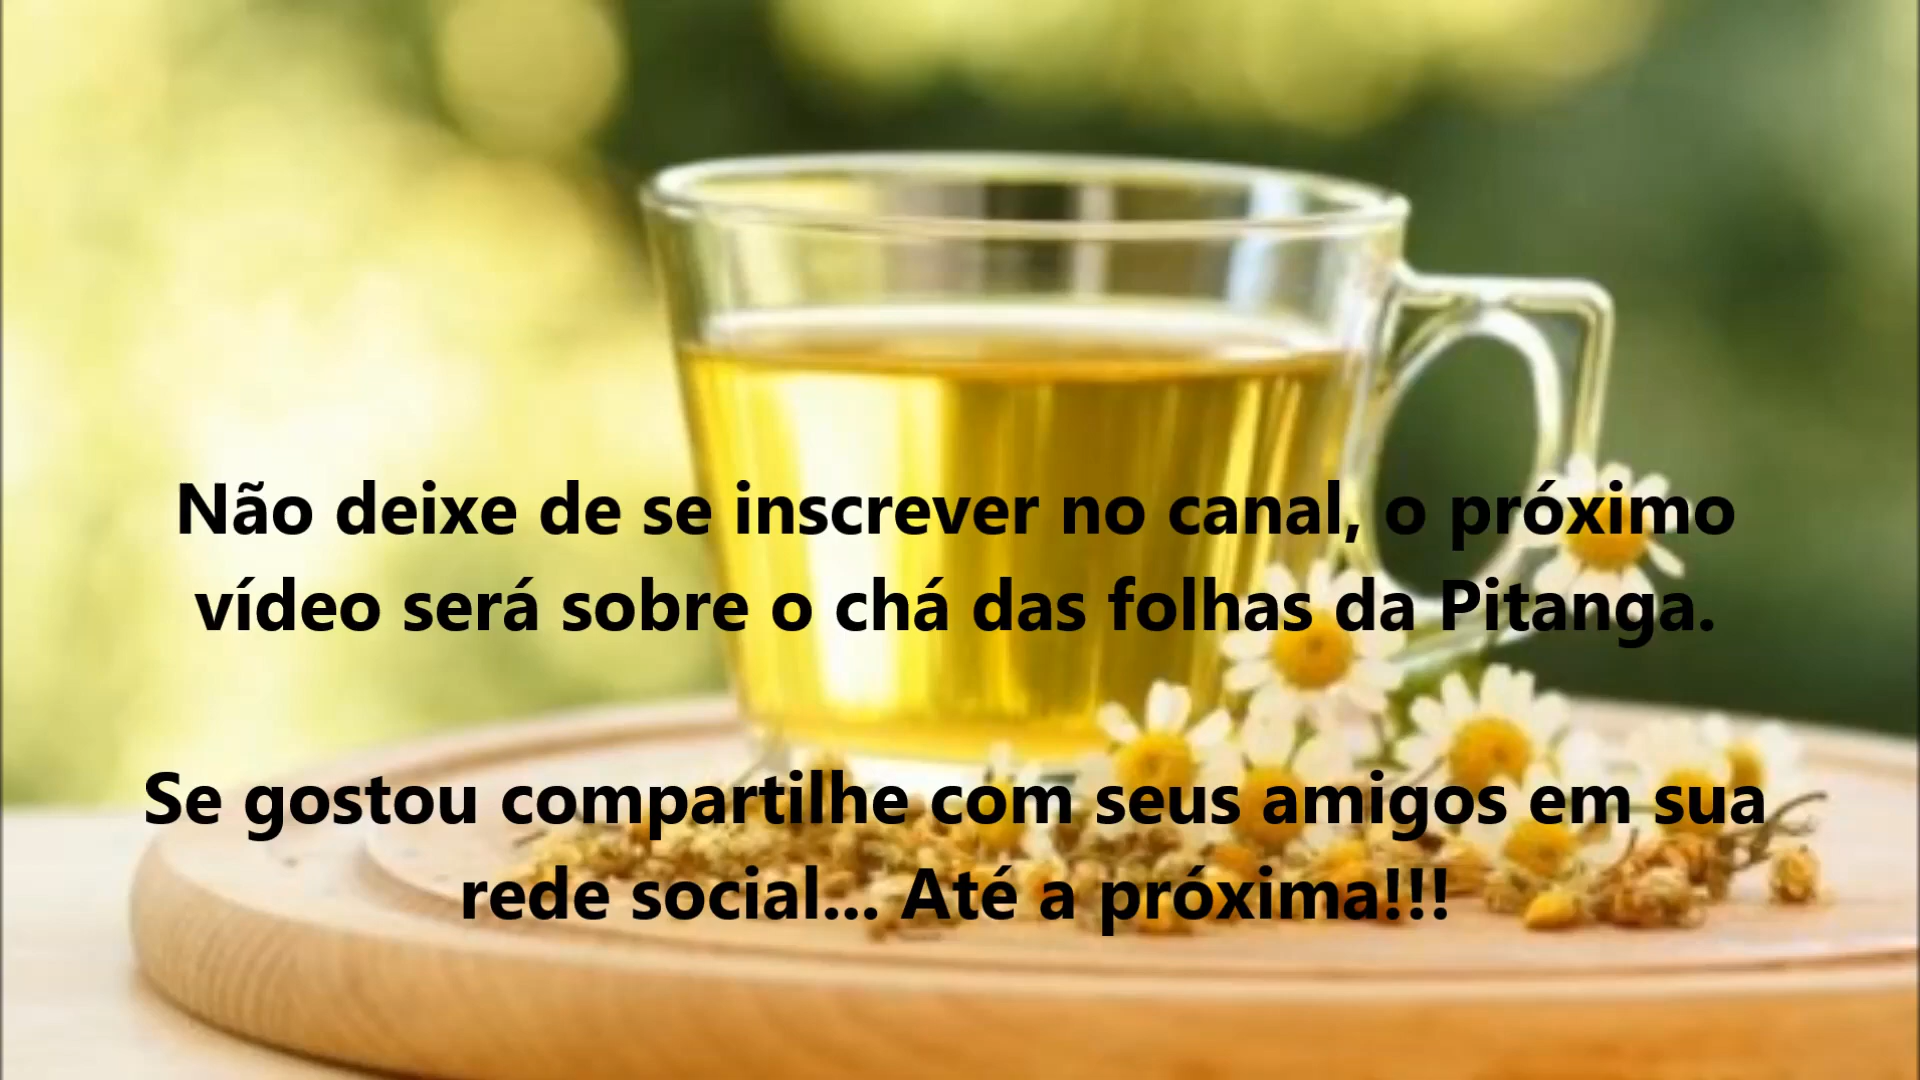 Não deixe de se inscrever no canal, o próximo
vídeo será sobre o chá das folhas da Pitanga.
Se gostou compartilhe com seus amigos em sua
rede social... Até a próxima!!!